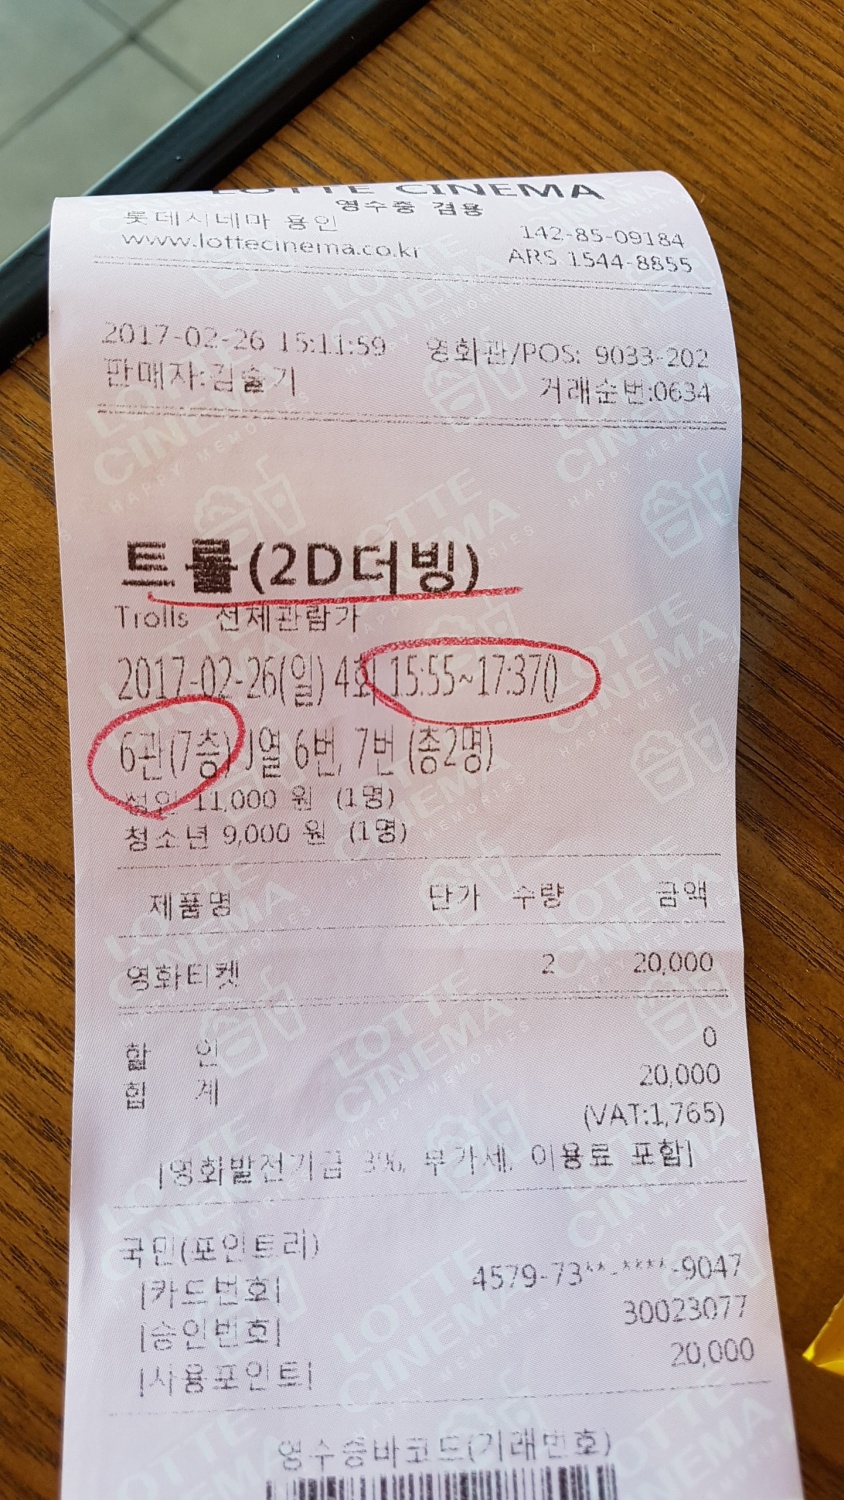 LOTTE CINEMA
영수증 겸용
롯데시네마 용인 142-85-09184
www.lottecinema.co.kr ARS 1544-8855
2017-02-26 15:11:59 영화관/POS: 9033-202
판매자:김슬기 거래순번:0634
트롤(2D더빙)
Trolls 전체관람가
2017-02-26(일) 4회 15:55~17:37()
6관(7층) J열 6번, 7번 (총2명)
성인 11,000 원 (1명)
청소년 9,000 원 (1명)
제품명 단가 수량 금액
영화티켓 2 20,000
할 인 0
합 계 20,000
(VAT:1,765)
[영화발전기금 3%, 부가세, 이용료 포함]
국민(포인트리)
[카드번호] 4579-73**-****-9047
[승인번호] 30023077
[사용포인트] 20,000
영수증바코드(거래번호)